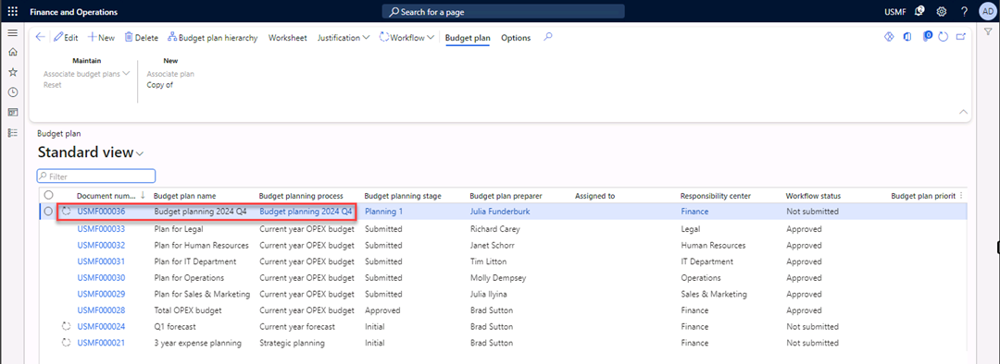 Finance and Operations Search for a page USMF 2 ? AD
Edit New Delete Budget plan hierarchy Worksheet Justification Workflow Budget plan Options 0
Maintain New
Associate budget plans Associate plan
Reset Copy of
Budget plan
Standard view
Filter
Document num... Budget plan name Budget planning process Budget planning stage Budget plan preparer Assigned to Responsibility center Workflow status Budget plan priorit
USMF000036 Budget planning 2024 Q4 Budget planning 2024 Q4 Planning 1 Julia Funderburk Finance Not submitted
USMF000033 Plan for Legal Current year OPEX budget Submitted Richard Carey Legal Approved
USMF000032 Plan for Human Resources Current year OPEX budget Submitted Janet Schorr Human Resources Approved
USMF000031 Plan for IT Department Current year OPEX budget Submitted Tim Litton IT Department Approved
USMF000030 Plan for Operations Current year OPEX budget Submitted Molly Dempsey Operations Approved
USMF000029 Plan for Sales & Marketing Current year OPEX budget Submitted Julia Ilyina Sales & Marketing Approved
USMF000028 Total OPEX budget Current year OPEX budget Approved Brad Sutton Finance Approved
USMF000024 Q1 forecast Current year forecast Initial Brad Sutton Finance Not submitted
USMF000021 3 year expense planning Strategic planning Initial Brad Sutton Finance Not submitted